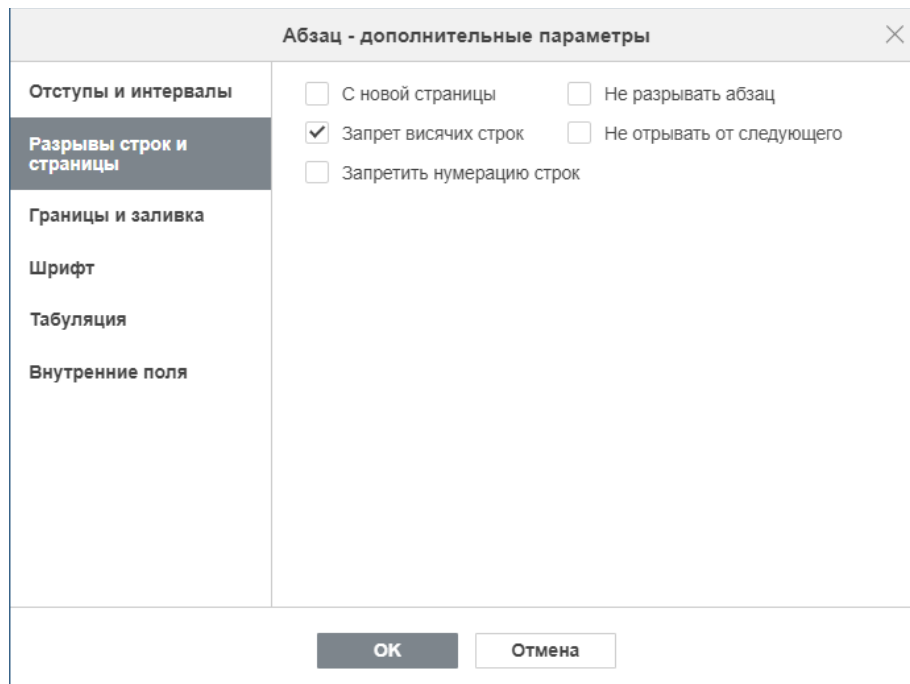 Абзац - дополнительные параметры
Отступы и интервалы
Разрывы строк и
страницы
Границы и заливка
Шрифт
Табуляция
Внутренние поля
С новой страницы
Не разрывать абзац
Запрет висячих строк
Не отрывать от следующего
Запретить нумерацию строк
OK
Отмена